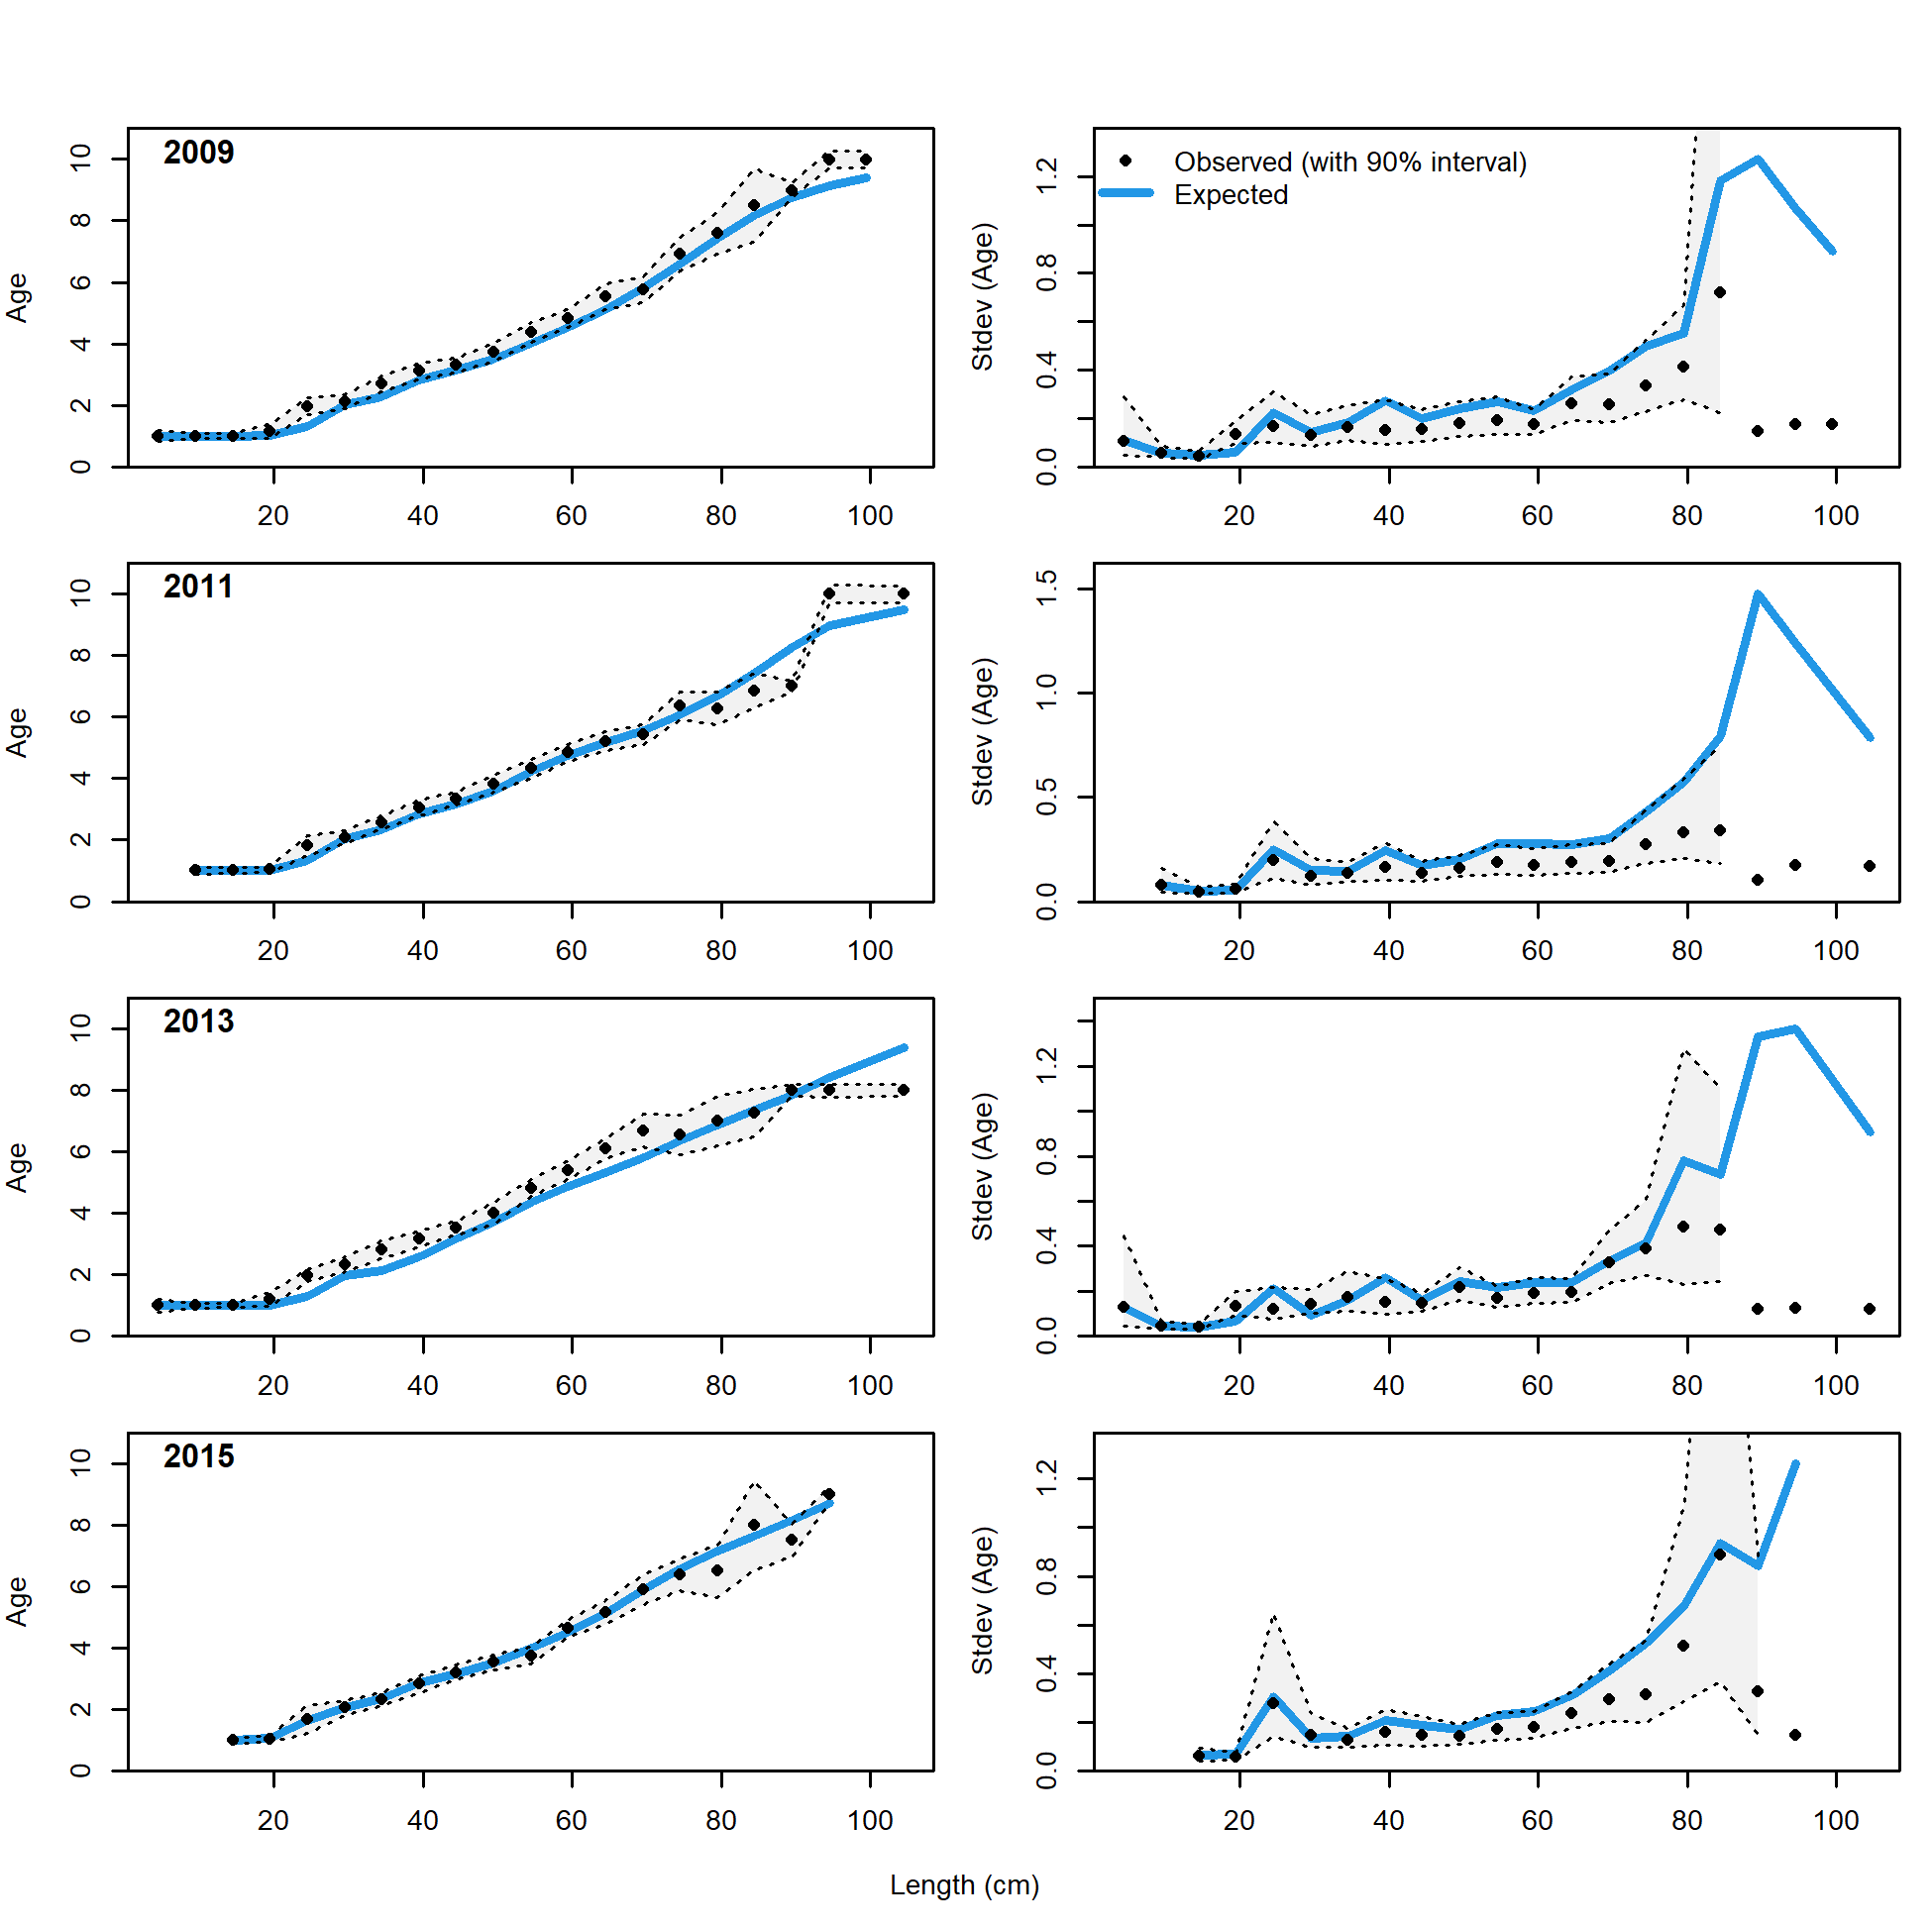 2009
Age
0 2 4 6 8 10
20 40 60 80 100
Observed (with 90% interval)
Expected
Stdev (Age)
0.0 0.4 0.8 1.2
20 40 60 80 100
2011
Age
0 2 4 6 8 10
20 40 60 80 100
Stdev (Age)
0.0 0.5 1.0 1.5
20 40 60 80 100
2013
Age
0 2 4 6 8 10
20 40 60 80 100
Stdev (Age)
0.0 0.4 0.8 1.2
20 40 60 80 100
2015
Age
0 2 4 6 8 10
20 40 60 80 100
Stdev (Age)
0.0 0.4 0.8 1.2
20 40 60 80 100
Length (cm)